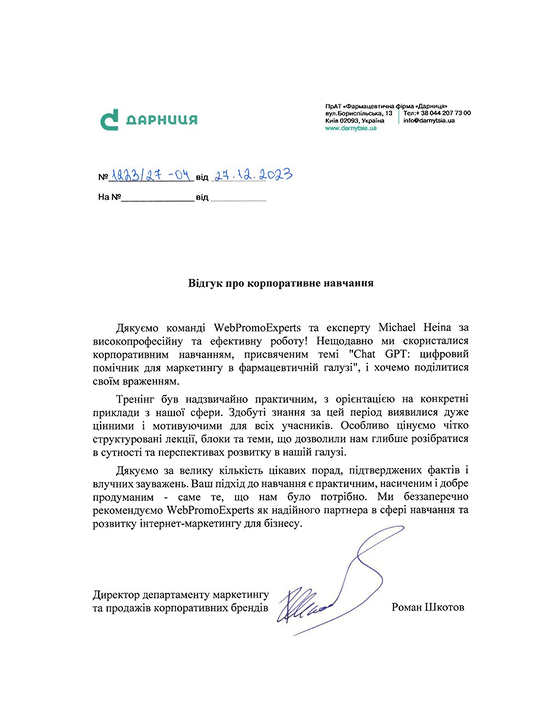 ДАРНИЦЯ
ПрАТ «Фармацевтична фірма «Дарниця»
вул.Бориспільська, 13 Тел:+ 38 044 207 73 00
Київ 02093, Україна info@darnytsia.ua
www.darnytsia.ua
№ 1223/27-04 від 27.12.2023
На №________________ від ____________
Відгук про корпоративне навчання
Дякуємо команді WebPromoExperts та експерту Michael Heina за
високопрофесійну та ефективну роботу! Нещодавно ми скористалися
корпоративним навчанням, присвяченим темі "Chat GPT: цифровий
помічник для маркетингу в фармацевтичній галузі", і хочемо поділитися
своїм враженням.
Тренінг був надзвичайно практичним, з орієнтацією на конкретні
приклади з нашої сфери. Здобуті знання за цей період виявилися дуже
цінними і мотивуючими для всіх учасників. Особливо цінуємо чітко
структуровані лекції, блоки та теми, що дозволили нам глибше розібратися
в сутності та перспективах розвитку в нашій галузі.
Дякуємо за велику кількість цікавих порад, підтверджених фактів і
влучних зауважень. Ваш підхід до навчання є практичним, насиченим і добре
продуманим - саме те, що нам було потрібно. Ми беззаперечно
рекомендуємо WebPromoExperts як надійного партнера в сфері навчання та
розвитку інтернет-маркетингу для бізнесу.
Директор департаменту маркетингу
та продажів корпоративних брендів Роман Шкотов